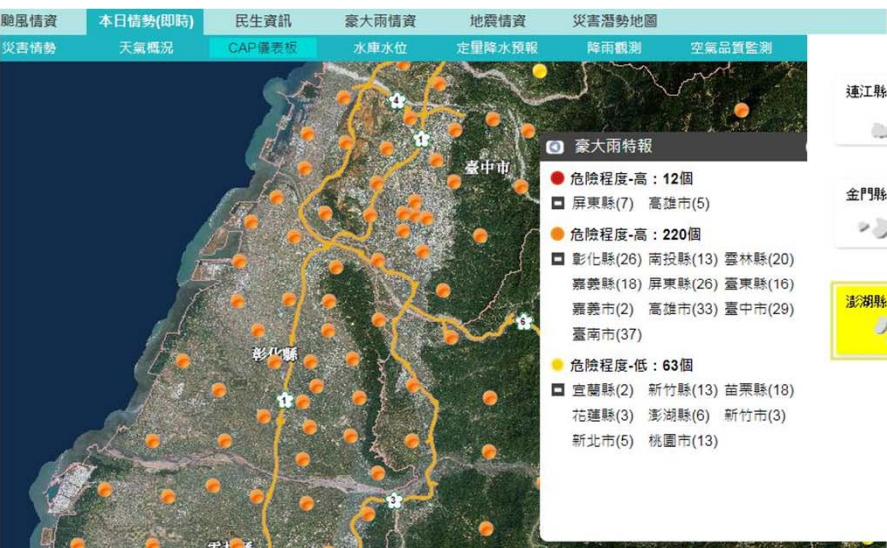 颱風情資 本日情勢(即時) 民生資訊 豪大雨情資 地震情資 災害潛勢地圖
災害情勢 天氣概況 CAP儀表板 水庫水位 定量降水預報 降雨觀測 空氣品質監測
連江縣
金門縣
澎湖縣
豪大雨特報
危險程度-高：12個
屏東縣(7) 高雄市(5)
危險程度-高：220個
彰化縣(26) 南投縣(13) 雲林縣(20)
嘉義縣(18) 屏東縣(26) 臺東縣(16)
嘉義市(2) 高雄市(33) 臺中市(29)
臺南市(37)
危險程度-低：63個
宜蘭縣(2) 新竹縣(13) 苗栗縣(18)
花蓮縣(3) 澎湖縣(6) 新竹市(3)
新北市(5) 桃園市(13)
4
1
臺中市
6
彰化縣
1
3